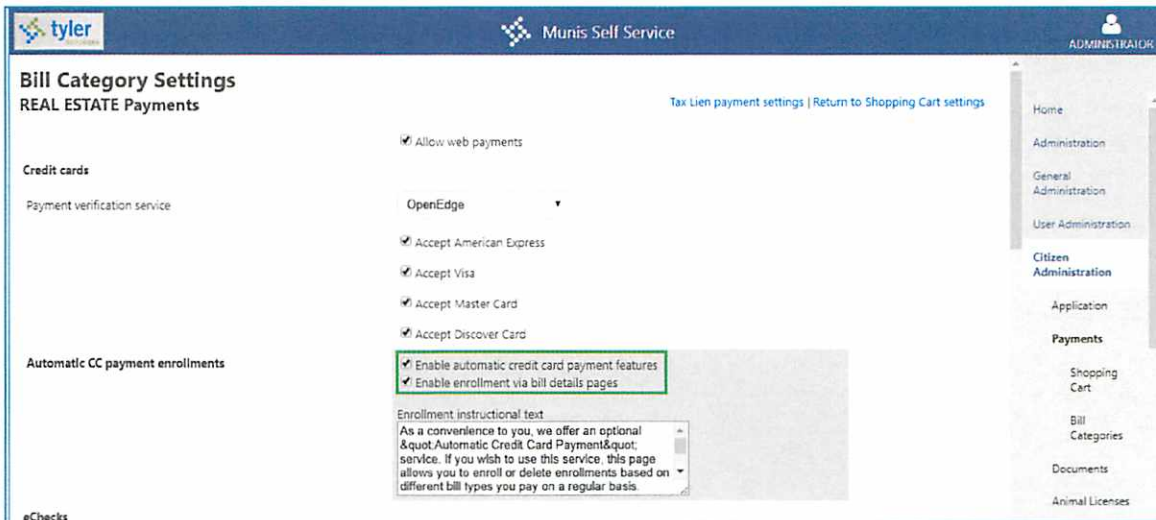 tyler
Munis Self Service
ADMINISTRATOR
Bill Category Settings
REAL ESTATE Payments
Tax Lien payment settings | Return to Shopping Cart settings
Allow web payments
Credit cards
Payment verification service
OpenEdge
Accept American Express
Accept Visa
Accept Master Card
Accept Discover Card
Automatic CC payment enrollments
Enable automatic credit card payment features
Enable enrollment via bill details pages
Enrollment instructional text
As a convenience to you, we offer an optional
&quot;Automatic Credit Card Payment&quot;
service. If you wish to use this service, this page
allows you to enroll or delete enrollments based on
different bill types you pay on a regular basis.
eChecks
Home
Administration
General
Administration
User Administration
Citizen
Administration
Application
Payments
Shopping
Cart
Bill
Categories
Documents
Animal Licenses